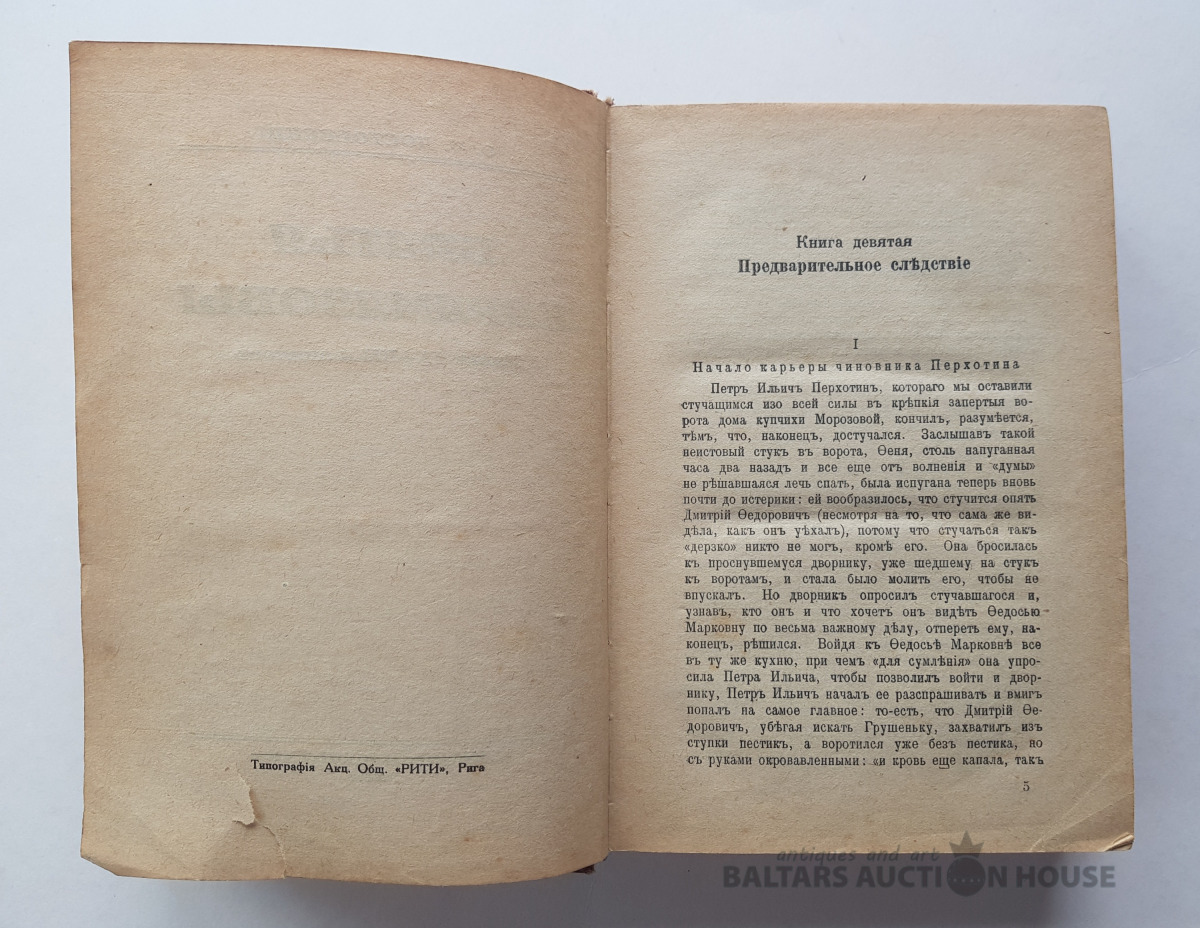 Типографія Акц. Общ. «РИТИ», Рига
Книга девятая
Предварительное слѣдствіе
I
Начало карьеры чиновника Перхотина
Петръ Ильичъ Перхотинъ, котораго мы оставили
стучащимся изо всей силы въ крѣпкія запертыя во-
рота дома купчихи Морозовой, кончилъ, разумѣется,
тѣмъ, что, наконецъ, достучался. Заслышавъ такой
неистовый стукъ въ ворота, Ѳеня, столь напуганная
часа два назадъ и все еще отъ волненія и «думы»
не рѣшавшаяся лечь спать, была испугана теперь вновь
почти до истерики: ей вообразилось, что стучится опять
Дмитрій Ѳедоровичъ (несмотря на то, что сама же ви-
дѣла, какъ онъ уѣхалъ), потому что стучаться такъ
«дерзко» никто не могъ, кромѣ его. Она бросилась
къ проснувшемуся дворнику, уже шедшему на стукъ
къ воротамъ, и стала было молить его, чтобы не
впускалъ. Но дворникъ опросилъ стучавшагося и,
узнавъ, кто онъ и что хочетъ онъ видѣть Ѳедосью
Марковну по весьма важному дѣлу, отпереть ему, на-
конецъ, рѣшился. Войдя къ Ѳедосьѣ Марковнѣ все
въ ту же кухню, при чемъ «для сумлѣнія» она упро-
сила Петра Ильича, чтобы позволилъ войти и двор-
нику, Петръ Ильичъ началъ ее разспрашивать и вмигъ
попалъ на самое главное: то-есть, что Дмитрій Ѳе-
доровичъ, убѣгая искать Грушеньку, захватилъ изъ
ступки пестикъ, а воротился уже безъ пестика, но
съ руками окровавленными: «и кровь еще капала, такъ
5
antiques and art
BALTARS AUCTION HOUSE